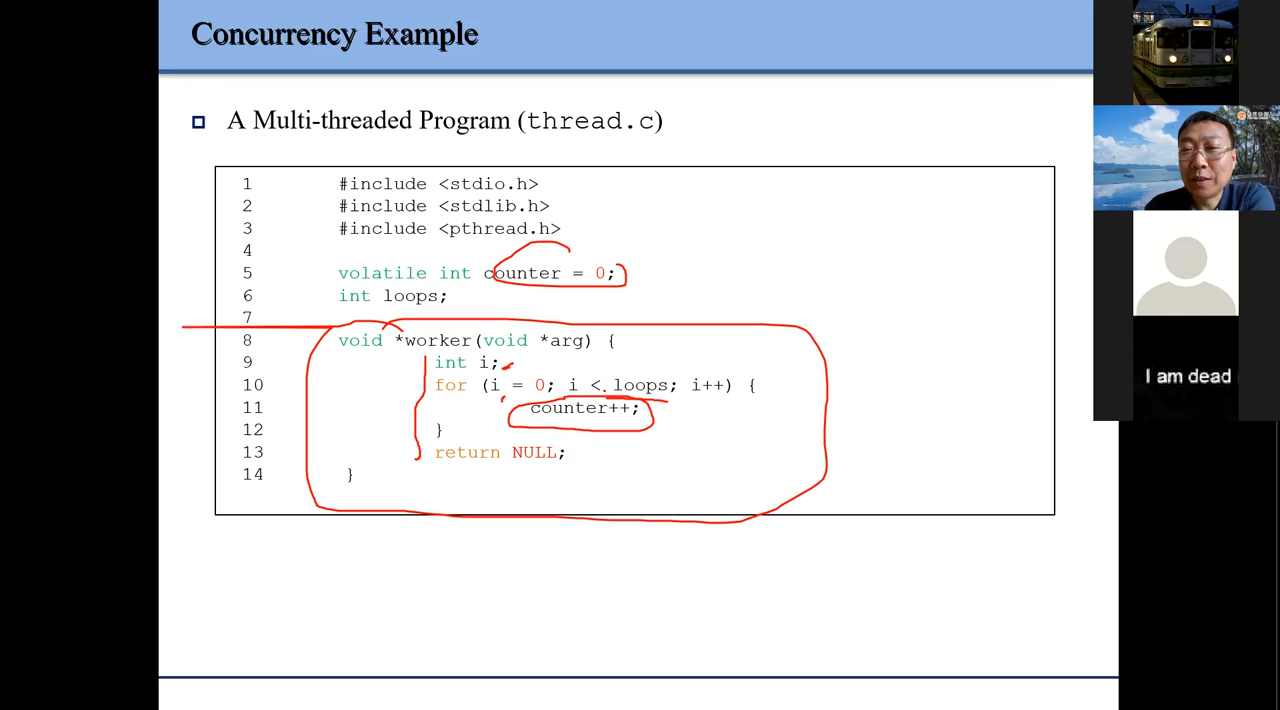 Concurrency Example
A Multi-threaded Program (thread.c)
1 #include <stdio.h>
2 #include <stdlib.h>
3 #include <pthread.h>
4
5 volatile int counter = 0;
6 int loops;
7
8 void *worker(void *arg) {
9 int i;
10 for (i = 0; i < loops; i++) {
11 counter++;
12 }
13 return NULL;
14 }
I am dead